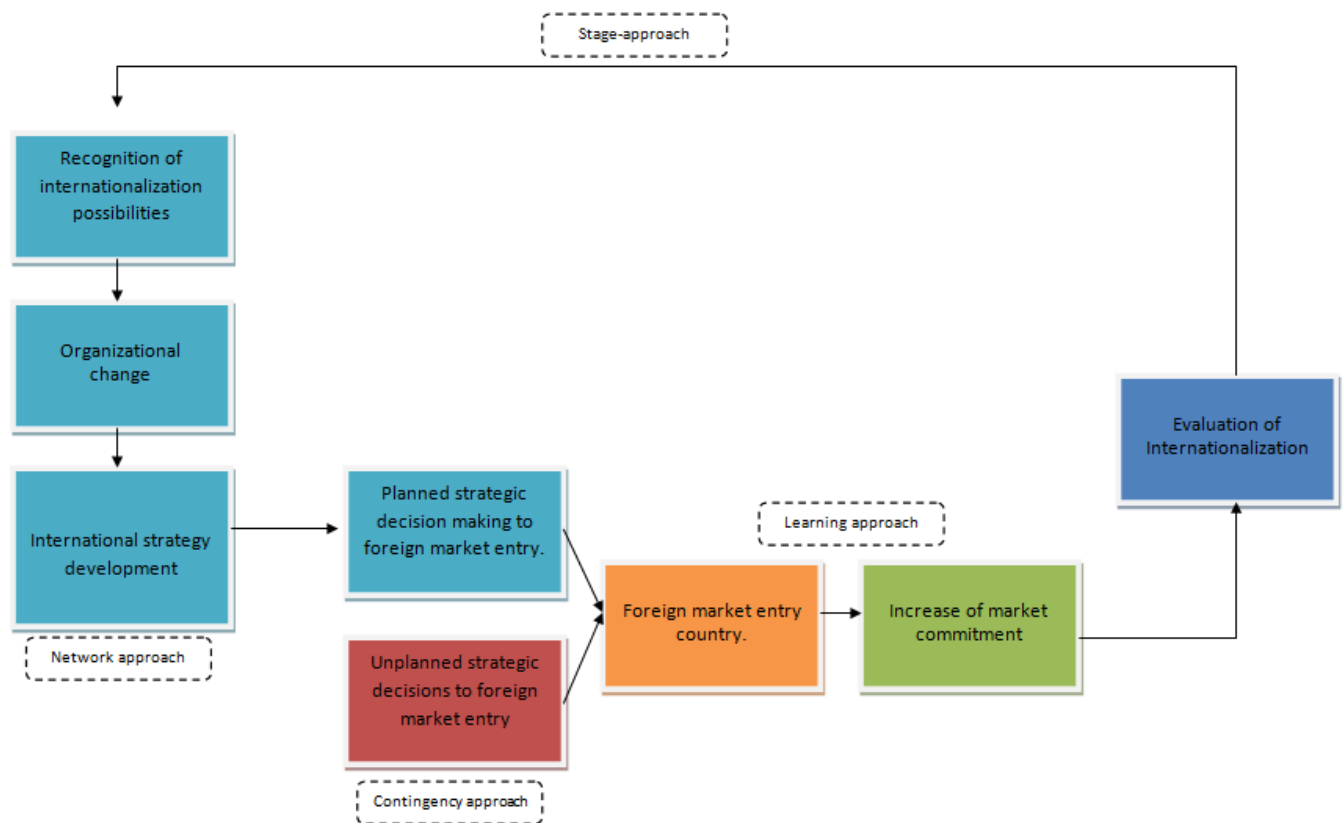 Stage-approach
Recognition of
internationalization
possibilities
Organizational
change
International strategy
development
Network approach
Planned strategic
decision making to
foreign market entry.
Unplanned strategic
decisions to foreign
market entry
Contingency approach
Foreign market entry
country.
Learning approach
Increase of market
commitment
Evaluation of
Internationalization